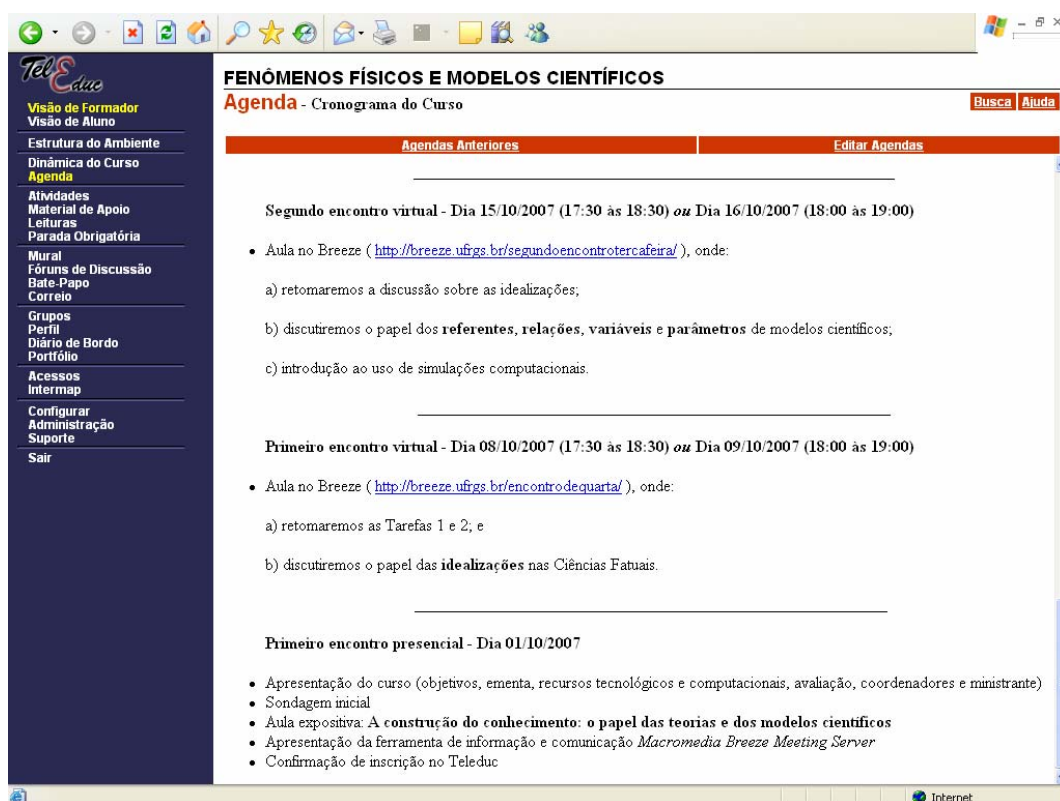 TelEduc
Visão de Formador
Visão de Aluno
Estrutura do Ambiente
Dinâmica do Curso
Agenda
Atividades
Material de Apoio
Leituras
Parada Obrigatória
Mural
Fóruns de Discussão
Bate-Papo
Correio
Grupos
Perfil
Diário de Bordo
Portfólio
Acessos
Intermap
Configurar
Administração
Suporte
Sair
FENÔMENOS FÍSICOS E MODELOS CIENTÍFICOS
Agenda - Cronograma do Curso
Busca Ajuda
Agendas Anteriores
Editar Agendas
Segundo encontro virtual - Dia 15/10/2007 (17:30 às 18:30) ou Dia 16/10/2007 (18:00 às 19:00)
• Aula no Breeze ( http://breeze.ufrgs.br/segundoencontrotercafeira/ ), onde:
a) retomaremos a discussão sobre as idealizações;
b) discutiremos o papel dos referentes, relações, variáveis e parâmetros de modelos científicos;
c) introdução ao uso de simulações computacionais.
Primeiro encontro virtual - Dia 08/10/2007 (17:30 às 18:30) ou Dia 09/10/2007 (18:00 às 19:00)
• Aula no Breeze ( http://breeze.ufrgs.br/encontrodequarta/ ), onde:
a) retomaremos as Tarefas 1 e 2; e
b) discutiremos o papel das idealizações nas Ciências Fatuais.
Primeiro encontro presencial - Dia 01/10/2007
• Apresentação do curso (objetivos, ementa, recursos tecnológicos e computacionais, avaliação, coordenadores e ministrante)
• Sondagem inicial
• Aula expositiva: A construção do conhecimento: o papel das teorias e dos modelos científicos
• Apresentação da ferramenta de informação e comunicação Macromedia Breeze Meeting Server
• Confirmação de inscrição no Teleduc
Internet